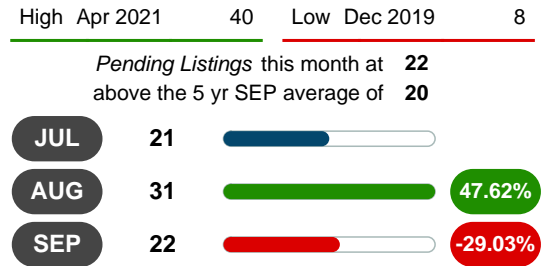 High Apr 2021 40 Low Dec 2019 8
Pending Listings this month at 22
above the 5 yr SEP average of 20
JUL 21
AUG 31 47.62%
SEP 22 -29.03%